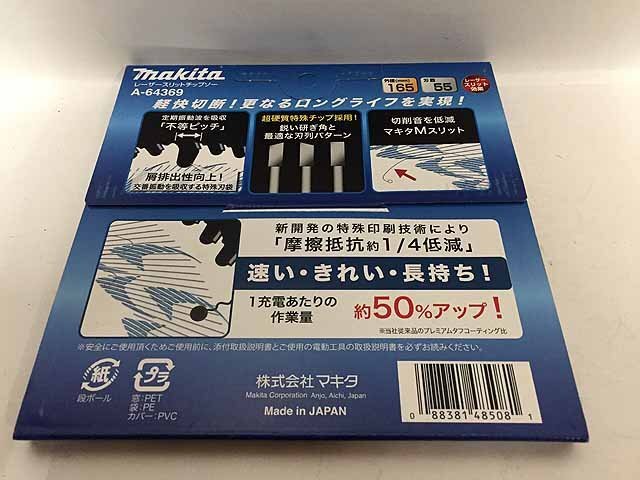 makita
レーザースリットチップソー
A-64369
外径(mm) 165 刃数 55
レーザー
スリット
効果
軽快切断！更なるロングライフを実現！
定期振動波を吸収
「不等ピッチ」
屑排出性向上！
交番振動を吸収する特殊刃袋
超硬質特殊チップ採用！
鋭い研ぎ角と
最適な刃列パターン
切削音を低減
マキタMスリット
新開発の特殊印刷技術により
「摩擦抵抗約1/4低減」
速い・きれい・長持ち！
1充電あたりの
作業量
約50%アップ！
※当社従来品のプレミアムタフコーティング比
※安全にご使用頂くためご使用前に、添付取扱説明書とご使用の電動工具の取扱説明書を必ずお読みください。
紙
段ボール
プラ
窓:PET
袋:PE
カバー:PVC
株式会社 マキタ
Makita Corporation Anjo, Aichi, Japan
Made in JAPAN
0 88381 48508 1